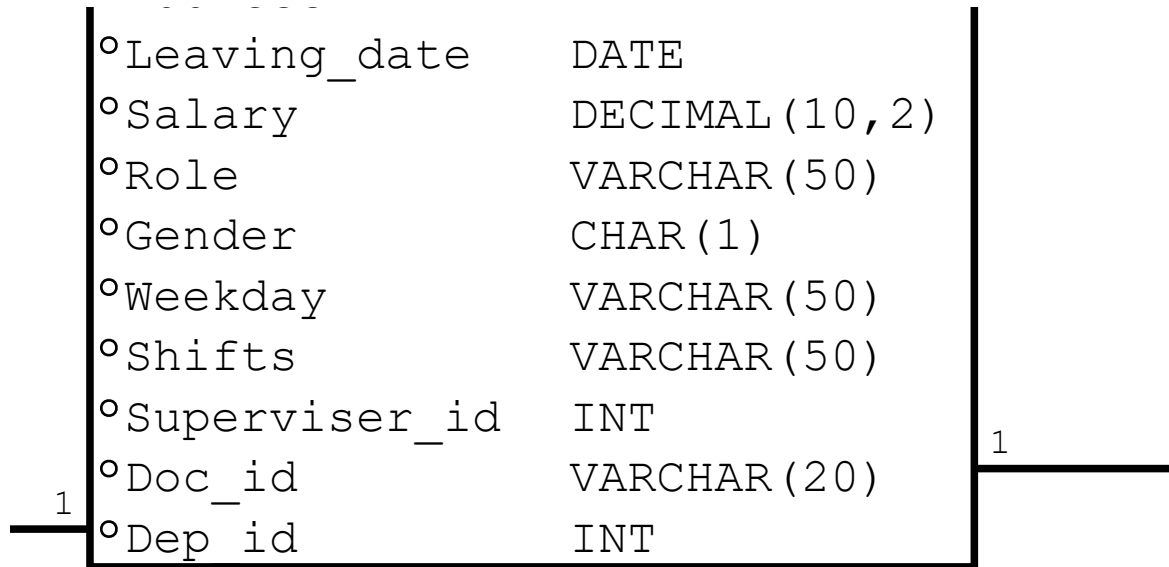 Leaving_date DATE
Salary DECIMAL(10,2)
Role VARCHAR(50)
Gender CHAR(1)
Weekday VARCHAR(50)
Shifts VARCHAR(50)
Superviser_id INT
1
Doc_id VARCHAR(20)
1
Dep_id INT